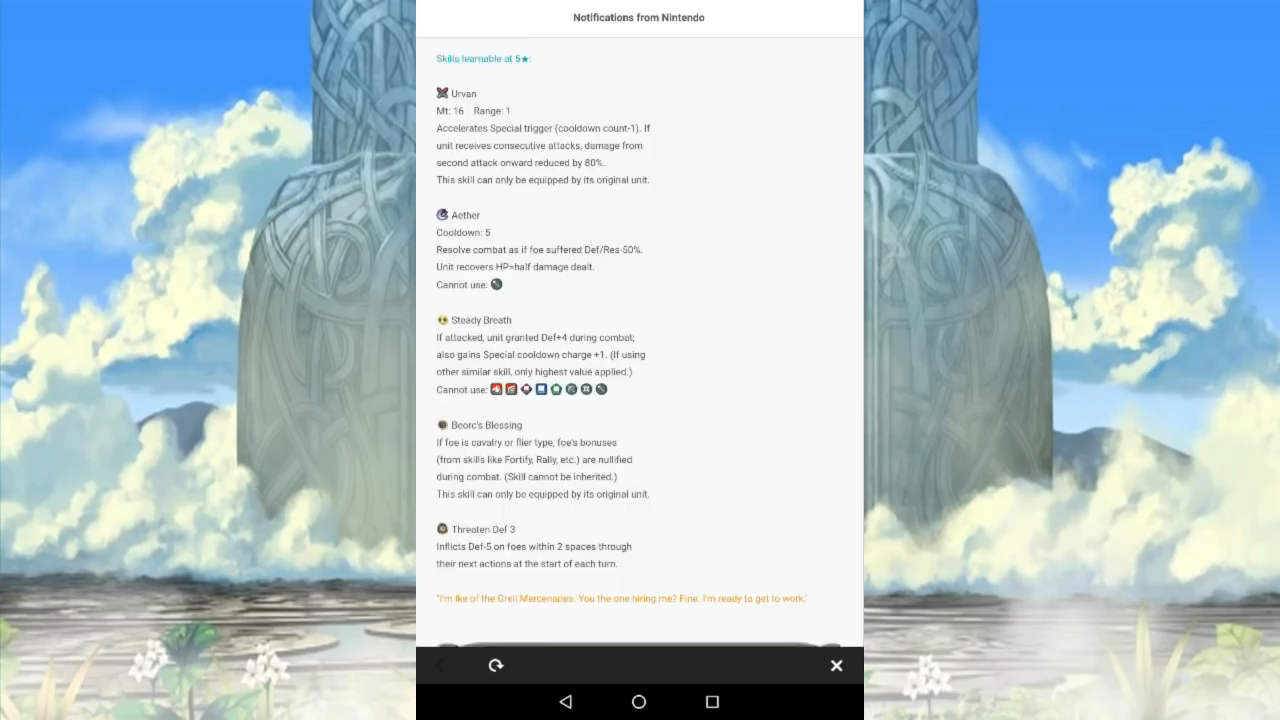 Notifications from Nintendo
Skills learnable at 5★:
Urvan
Mt: 16 Range: 1
Accelerates Special trigger (cooldown count-1). If
unit receives consecutive attacks, damage from
second attack onward reduced by 80%.
This skill can only be equipped by its original unit.
Aether
Cooldown: 5
Resolve combat as if foe suffered Def/Res-50%.
Unit recovers HP=half damage dealt.
Cannot use:
Steady Breath
If attacked, unit granted Def+4 during combat;
also gains Special cooldown charge +1. (If using
other similar skill, only highest value applied.)
Cannot use:
Beorc's Blessing
If foe is cavalry or flier type, foe's bonuses
(from skills like Fortify, Rally, etc.) are nullified
during combat. (Skill cannot be inherited.)
This skill can only be equipped by its original unit.
Threaten Def 3
Inflicts Def-5 on foes within 2 spaces through
their next actions at the start of each turn.
"I'm Ike of the Greil Mercenaries. You the one hiring me? Fine. I'm ready to get to work."